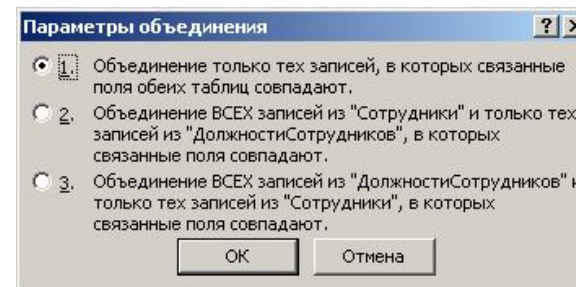 Параметры объединения
1. Объединение только тех записей, в которых связанные
поля обеих таблиц совпадают.
2. Объединение ВСЕХ записей из "Сотрудники" и только тех
записей из "ДолжностиСотрудников", в которых
связанные поля совпадают.
3. Объединение ВСЕХ записей из "ДолжностиСотрудников" и
только тех записей из "Сотрудники", в которых
связанные поля совпадают.
ОК Отмена